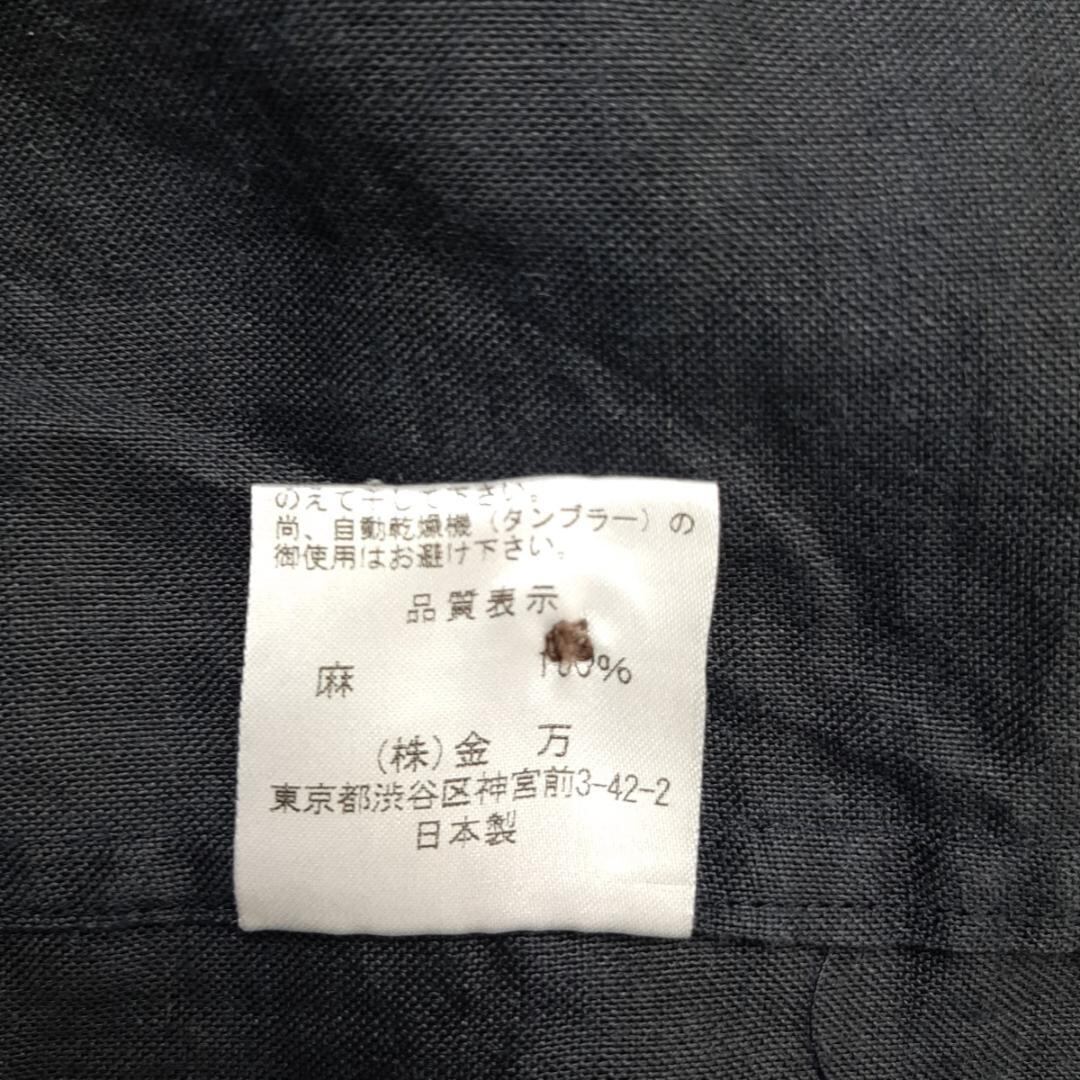 のえて干して下さい。
尚、自動乾燥機（タンブラー）の
御使用はお避け下さい。
品質表示
麻 100%
(株)金 万
東京都渋谷区神宮前3-42-2
日本製